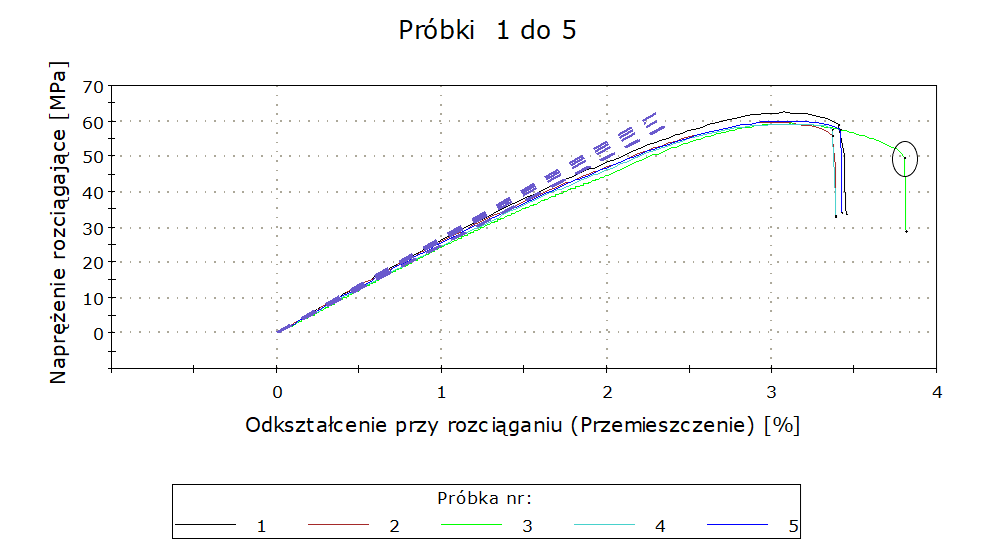 Próbki 1 do 5
Naprężenie rozciągające [MPa]
70
60
50
40
30
20
10
0
0 1 2 3 4
Odkształcenie przy rozciąganiu (Przemieszczenie) [%]
Próbka nr:
1 2 3 4 5